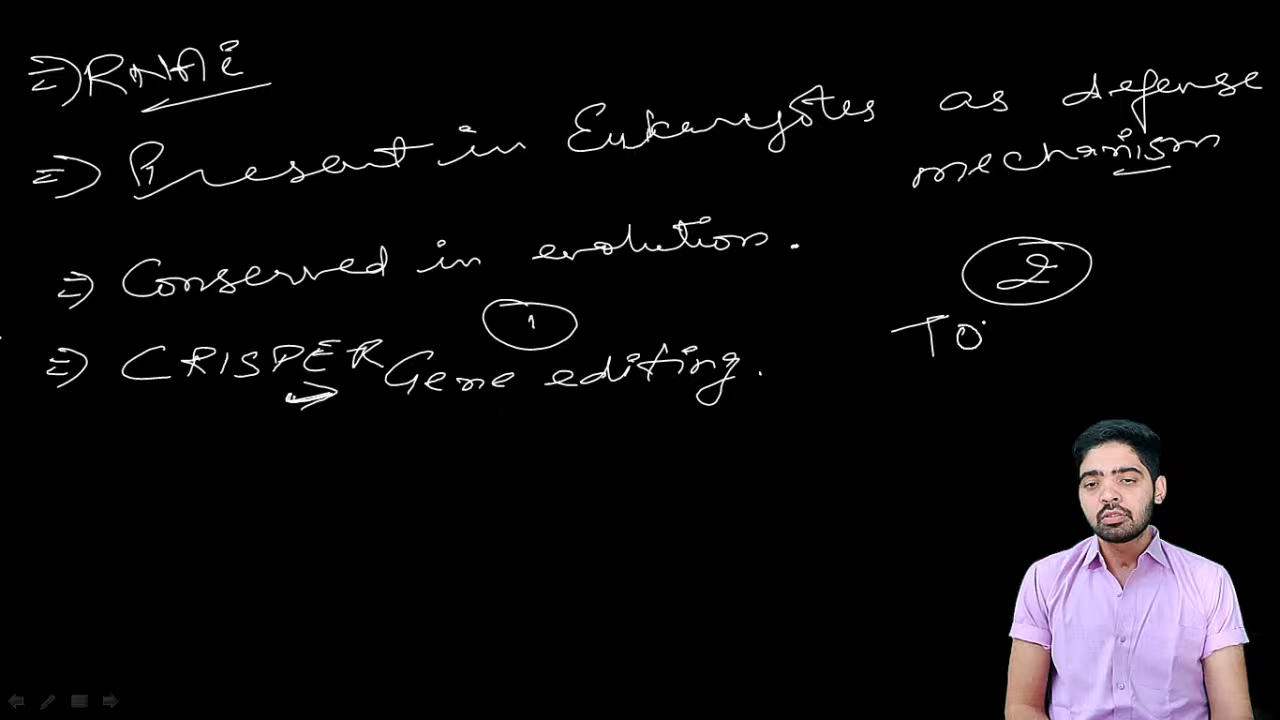 ⇒ RNAi
⇒ Present in Eukaryotes as defense
mechanism
⇒ Conserved in evolution.
2
1
TO
⇒ CRISPER Gene editing.